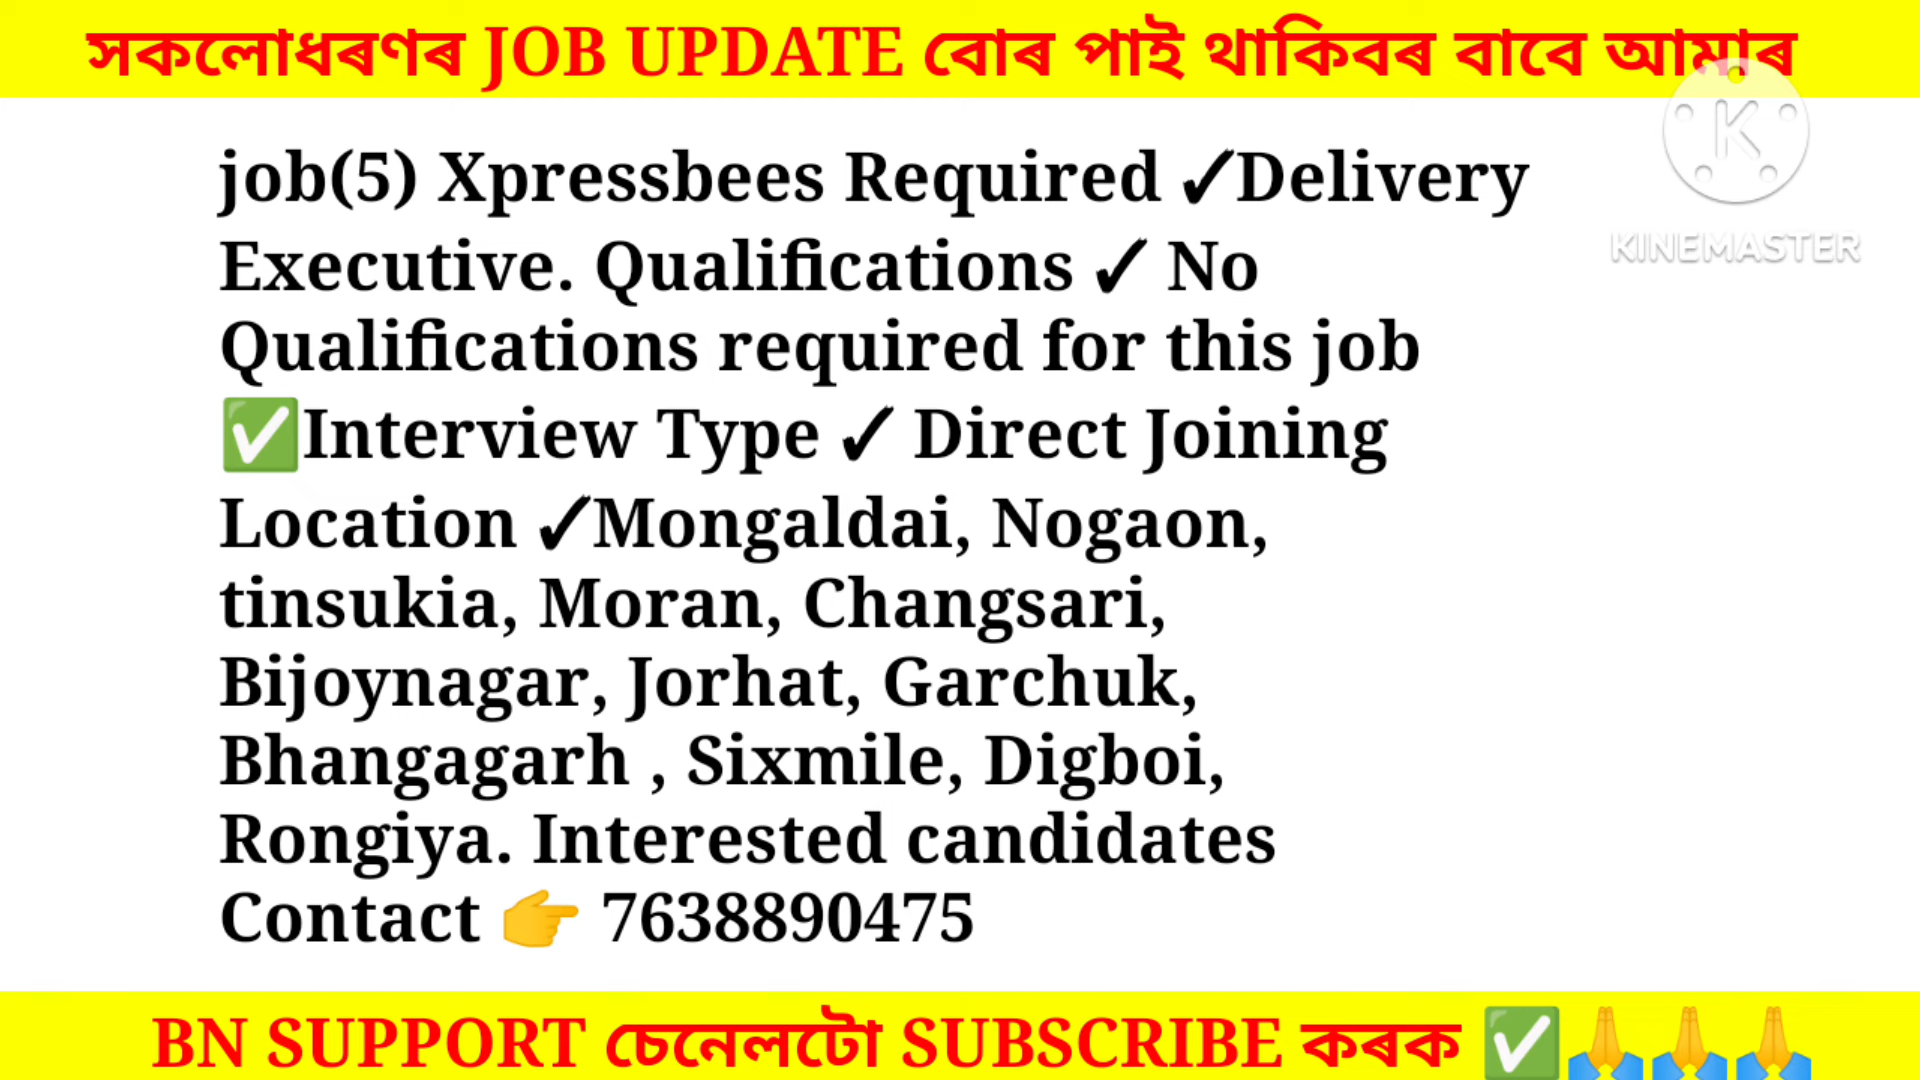 সকলোধৰণৰ JOB UPDATE বোৰ পাই থাকিবৰ বাবে আমাৰ
job(5) Xpressbees Required ✓Delivery
Executive. Qualifications ✓ No
Qualifications required for this job
✅Interview Type ✓ Direct Joining
Location ✓Mongaldai, Nogaon,
tinsukia, Moran, Changsari,
Bijoynagar, Jorhat, Garchuk,
Bhangagarh , Sixmile, Digboi,
Rongiya. Interested candidates
Contact 👉 7638890475
K
KINEMASTER
BN SUPPORT চেনেলটো SUBSCRIBE কৰক ✅🙏🙏🙏